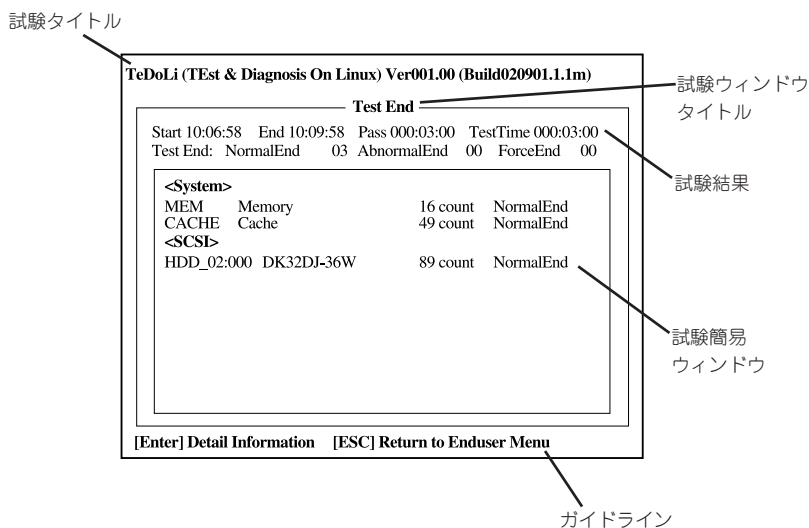 試験タイトル
TeDoLi (TEst & Diagnosis On Linux) Ver001.00 (Build020901.1.1m)
試験ウィンドウ
タイトル
Test End
Start 10:06:58 End 10:09:58 Pass 000:03:00 TestTime 000:03:00
Test End: NormalEnd 03 AbnormalEnd 00 ForceEnd 00
試験結果
<System>
MEM Memory 16 count NormalEnd
CACHE Cache 49 count NormalEnd
<SCSI>
HDD_02:000 DK32DJ-36W 89 count NormalEnd
試験簡易
ウィンドウ
[Enter] Detail Information [ESC] Return to Enduser Menu
ガイドライン